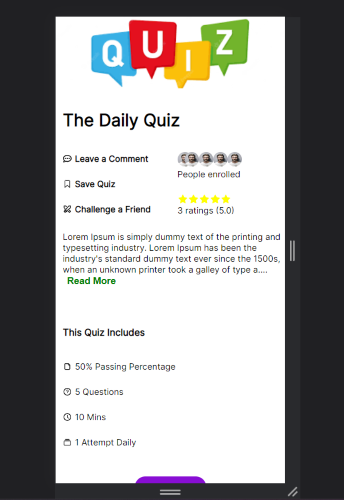 QUIZ
The Daily Quiz
Leave a Comment
People enrolled
Save Quiz
3 ratings (5.0)
Challenge a Friend
Lorem Ipsum is simply dummy text of the printing and
typesetting industry. Lorem Ipsum has been the
industry's standard dummy text ever since the 1500s,
when an unknown printer took a galley of type a....
Read More
This Quiz Includes
50% Passing Percentage
5 Questions
10 Mins
1 Attempt Daily